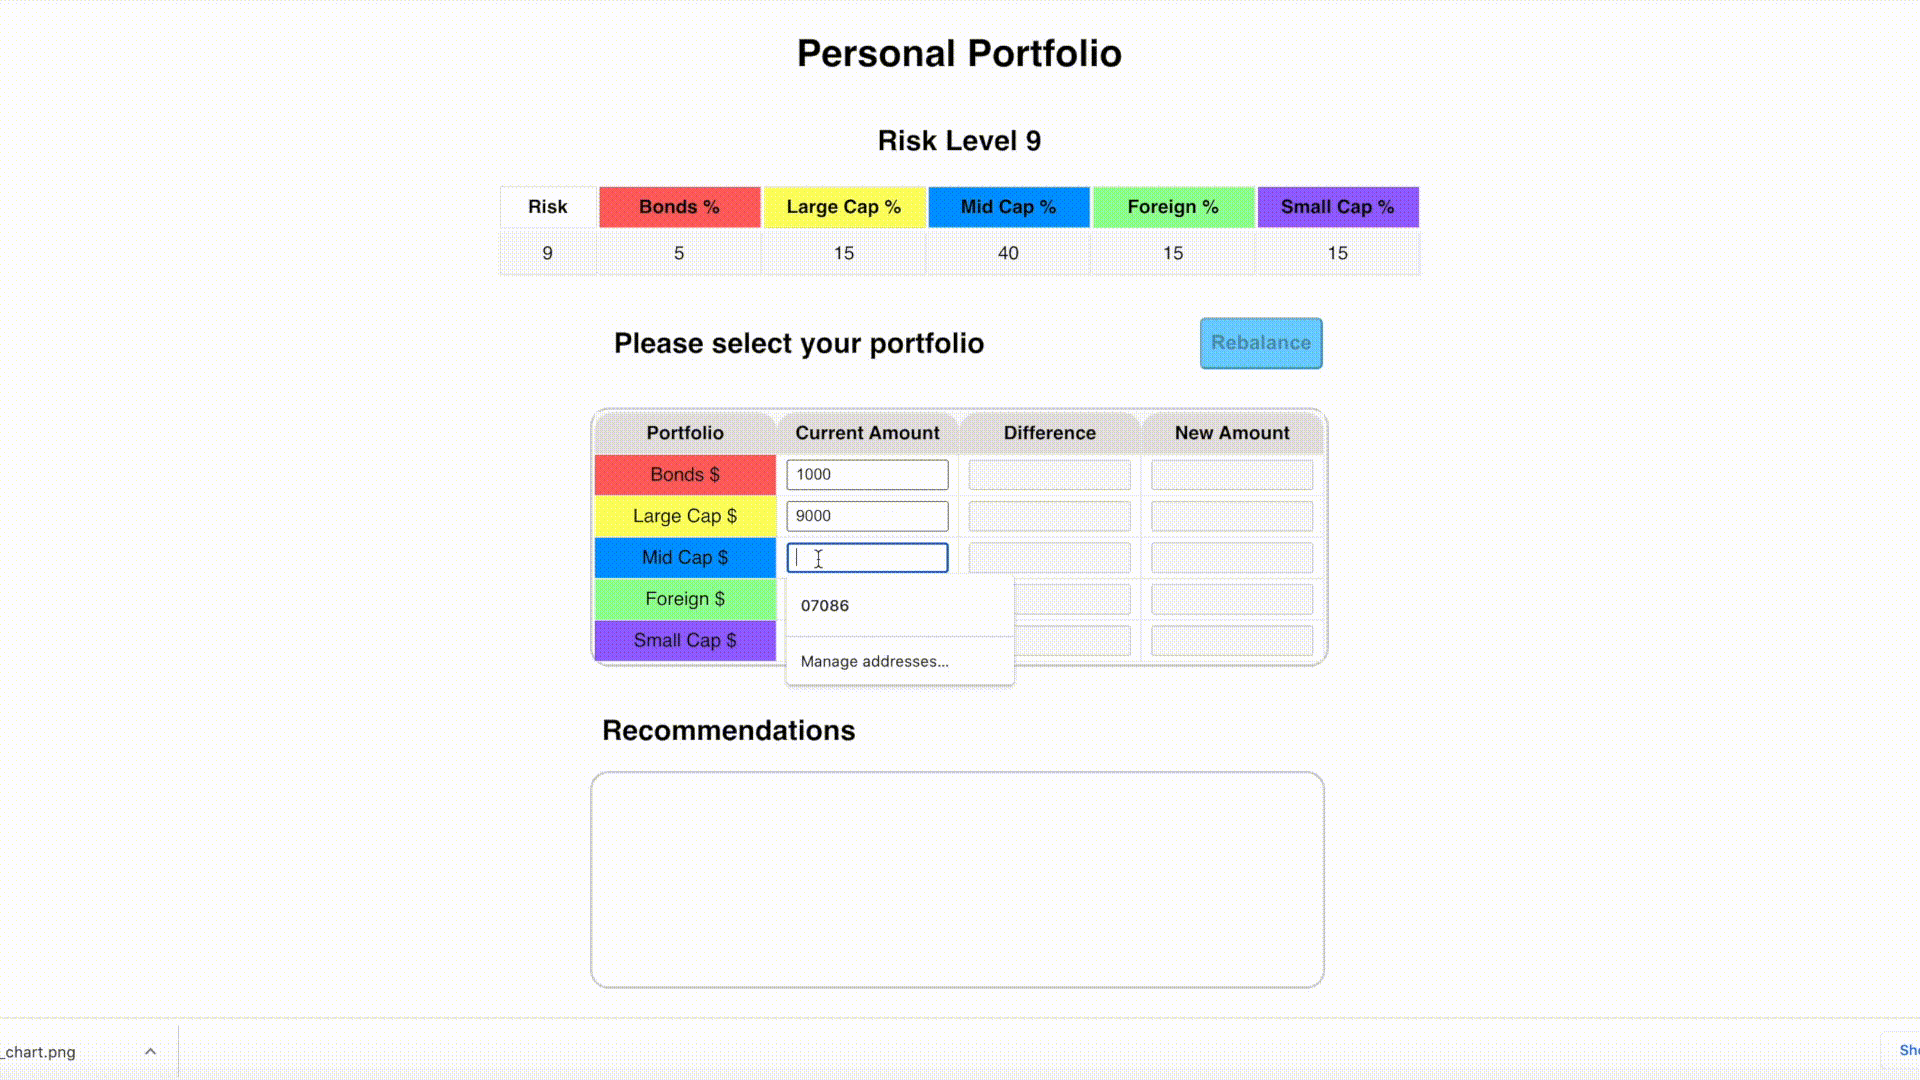 Personal Portfolio
Risk Level 9
Risk Bonds % Large Cap % Mid Cap % Foreign % Small Cap %
9 5 15 40 15 15
Please select your portfolio Rebalance
Portfolio Current Amount Difference New Amount
Bonds $ 1000
Large Cap $ 9000
Mid Cap $
Foreign $ 07086
Small Cap $
Manage addresses...
Recommendations
_chart.png